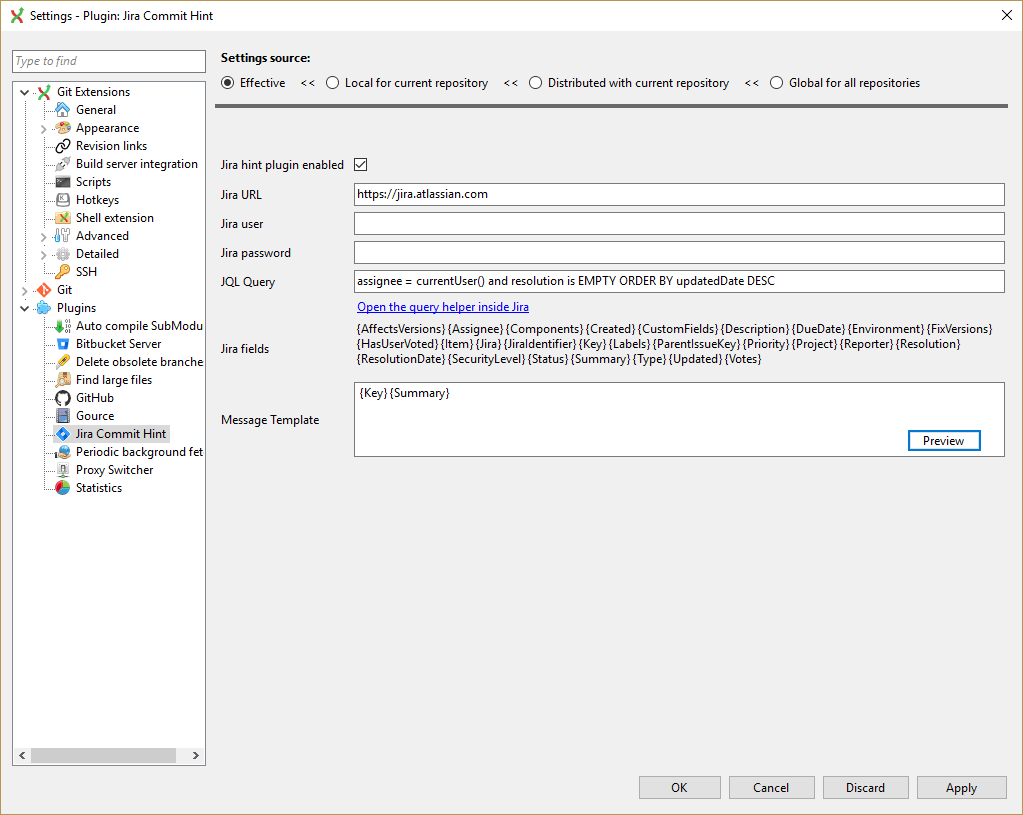 Settings - Plugin: Jira Commit Hint
Type to find
Git Extensions
General
Appearance
Revision links
Build server integration
Scripts
Hotkeys
Shell extension
Advanced
Detailed
SSH
Git
Plugins
Auto compile SubModu
Bitbucket Server
Delete obsolete branche
Find large files
GitHub
Gource
Jira Commit Hint
Periodic background fet
Proxy Switcher
Statistics
Settings source:
Effective << Local for current repository << Distributed with current repository << Global for all repositories
Jira hint plugin enabled
Jira URL https://jira.atlassian.com
Jira user
Jira password
JQL Query assignee = currentUser() and resolution is EMPTY ORDER BY updatedDate DESC
Open the query helper inside Jira
Jira fields
{AffectsVersions} {Assignee} {Components} {Created} {CustomFields} {Description} {DueDate} {Environment} {FixVersions}
{HasUserVoted} {Item} {Jira} {JiraIdentifier} {Key} {Labels} {ParentIssueKey} {Priority} {Project} {Reporter} {Resolution}
{ResolutionDate} {SecurityLevel} {Status} {Summary} {Type} {Updated} {Votes}
Message Template
{Key} {Summary}
Preview
OK Cancel Discard Apply